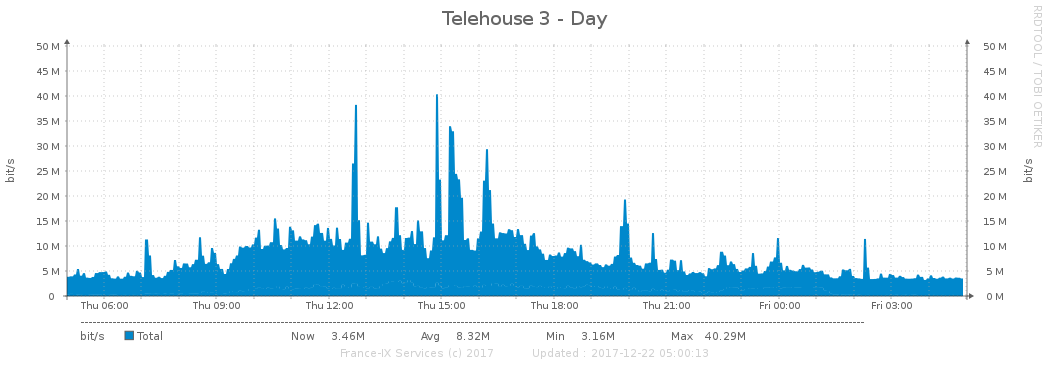 Telehouse 3 - Day
RRDTOOL / TOBI OETIKER
50 M 50 M
45 M 45 M
40 M 40 M
35 M 35 M
30 M 30 M
25 M 25 M
20 M 20 M
15 M 15 M
10 M 10 M
5 M 5 M
0 0 M
bit/s
bit/s
Thu 06:00 Thu 09:00 Thu 12:00 Thu 15:00 Thu 18:00 Thu 21:00 Fri 00:00 Fri 03:00
bit/s Total Now 3.46M Avg 8.32M Min 3.16M Max 40.29M
France-IX Services (c) 2017 Updated : 2017-12-22 05:00:13